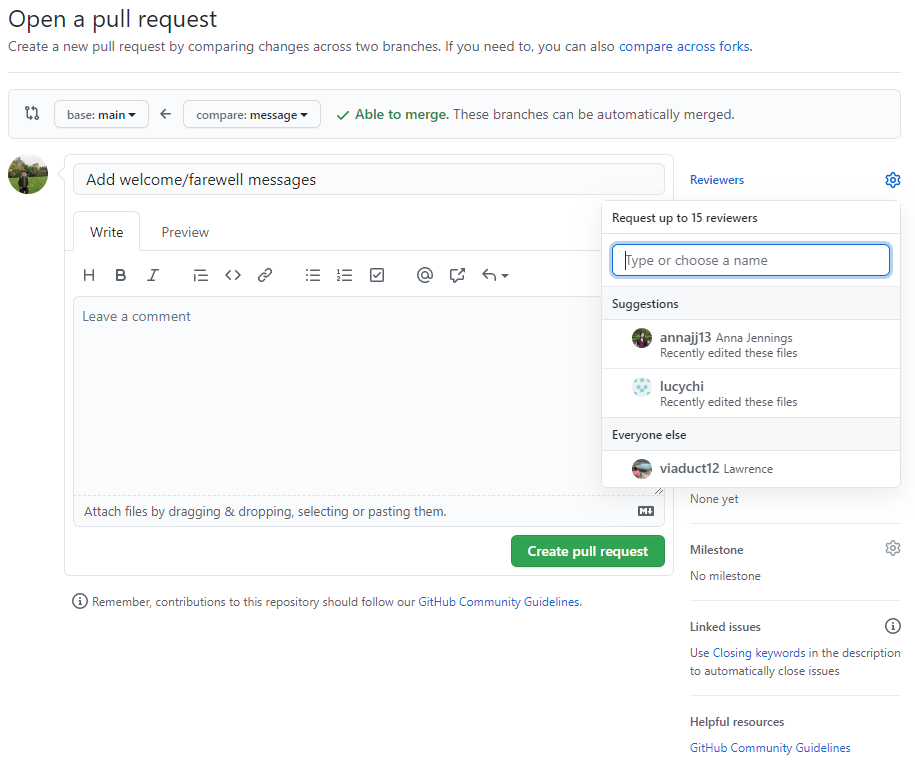 Open a pull request
Create a new pull request by comparing changes across two branches. If you need to, you can also compare across forks.
base: main
compare: message
Able to merge. These branches can be automatically merged.
Add welcome/farewell messages
Write
Preview
H B I
Leave a comment
Attach files by dragging & dropping, selecting or pasting them.
Create pull request
Remember, contributions to this repository should follow our GitHub Community Guidelines.
Reviewers
Request up to 15 reviewers
Type or choose a name
Suggestions
annajj13 Anna Jennings
Recently edited these files
lucychi
Recently edited these files
Everyone else
viaduct12 Lawrence
None yet
Milestone
No milestone
Linked issues
Use Closing keywords in the description
to automatically close issues
Helpful resources
GitHub Community Guidelines